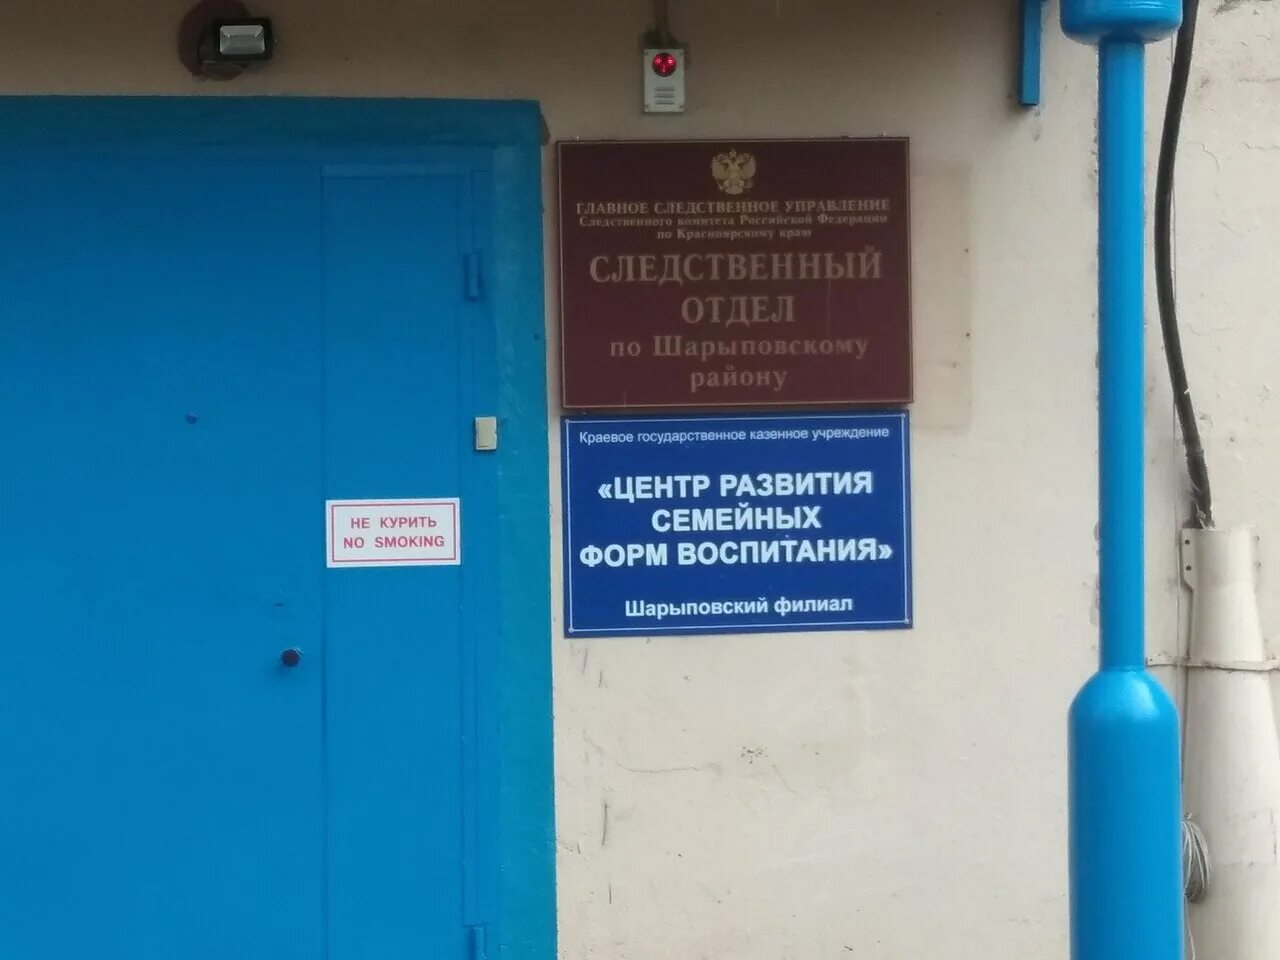 ГЛАВНОЕ СЛЕДСТВЕННОЕ УПРАВЛЕНИЕ
Следственного комитета Российской Федерации
по Красноярскому краю
СЛЕДСТВЕННЫЙ
ОТДЕЛ
по Шарыповскому
району
Краевое государственное казенное учреждение
«ЦЕНТР РАЗВИТИЯ
СЕМЕЙНЫХ
ФОРМ ВОСПИТАНИЯ»
Шарыповский филиал
НЕ КУРИТЬ
NO SMOKING